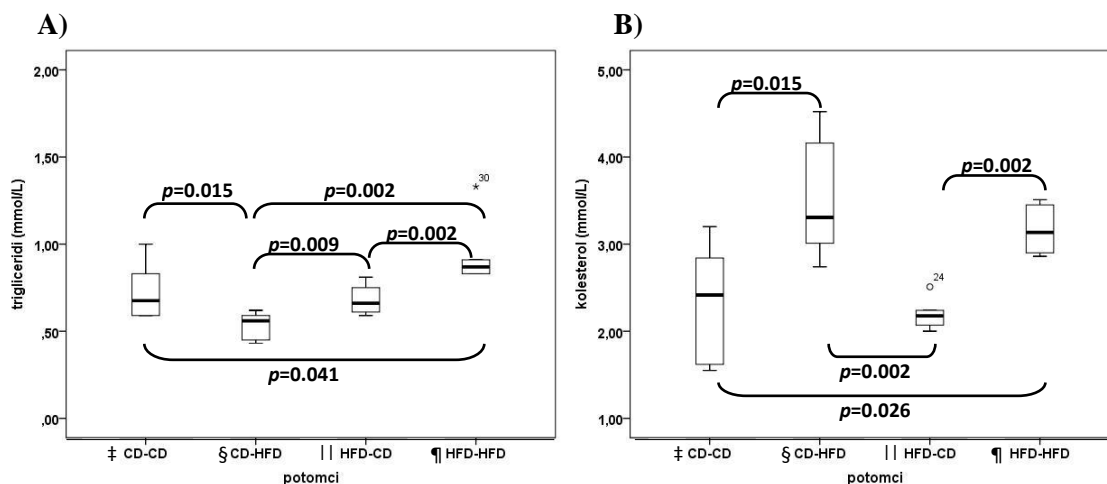 A)
2,00
1,50
1,00
,50
,00
trigliceridi (mmol/L)
p=0.015
p=0.002
p=0.009
p=0.002
p=0.041
*30
‡ CD-CD
§ CD-HFD
|| HFD-CD
¶ HFD-HFD
potomci
B)
5,00
4,00
3,00
2,00
1,00
kolesterol (mmol/L)
p=0.015
p=0.002
24
p=0.002
p=0.026
‡ CD-CD
§ CD-HFD
|| HFD-CD
¶ HFD-HFD
potomci